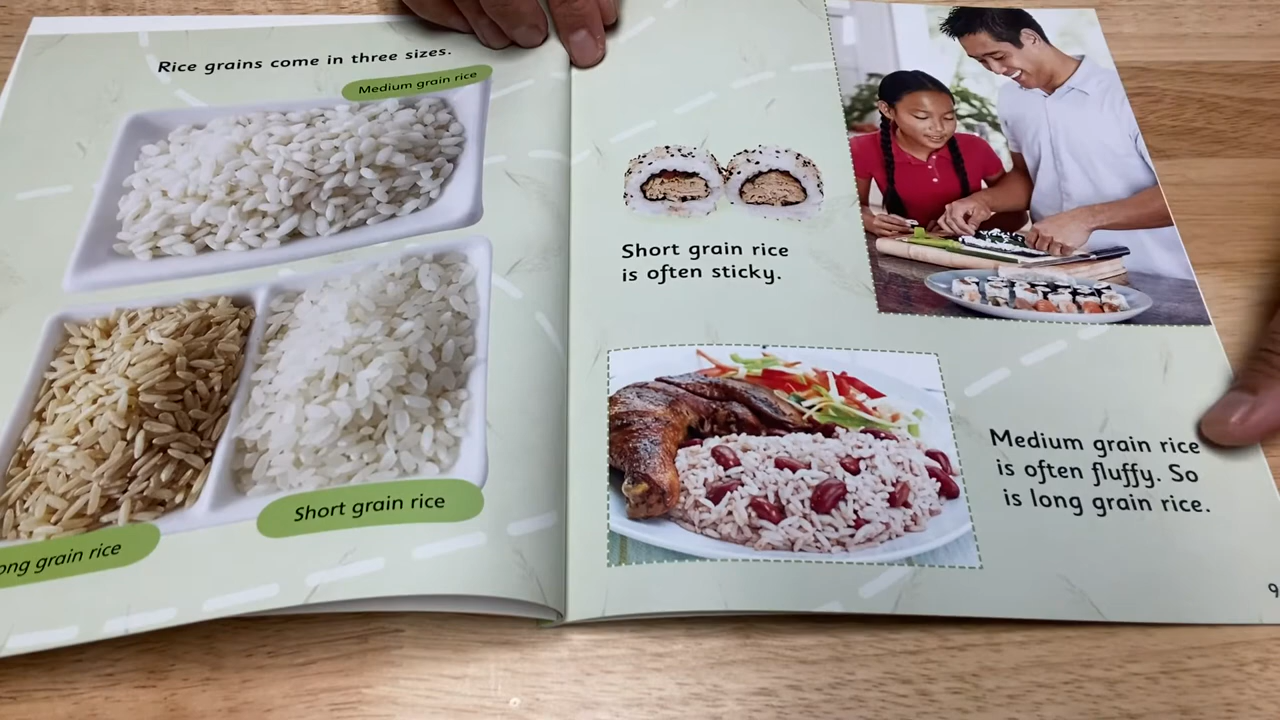 Rice grains come in three sizes.
Medium grain rice
Short grain rice
grain rice
Short grain rice
is often sticky.
Medium grain rice
is often fluffy. So
is long grain rice.
9